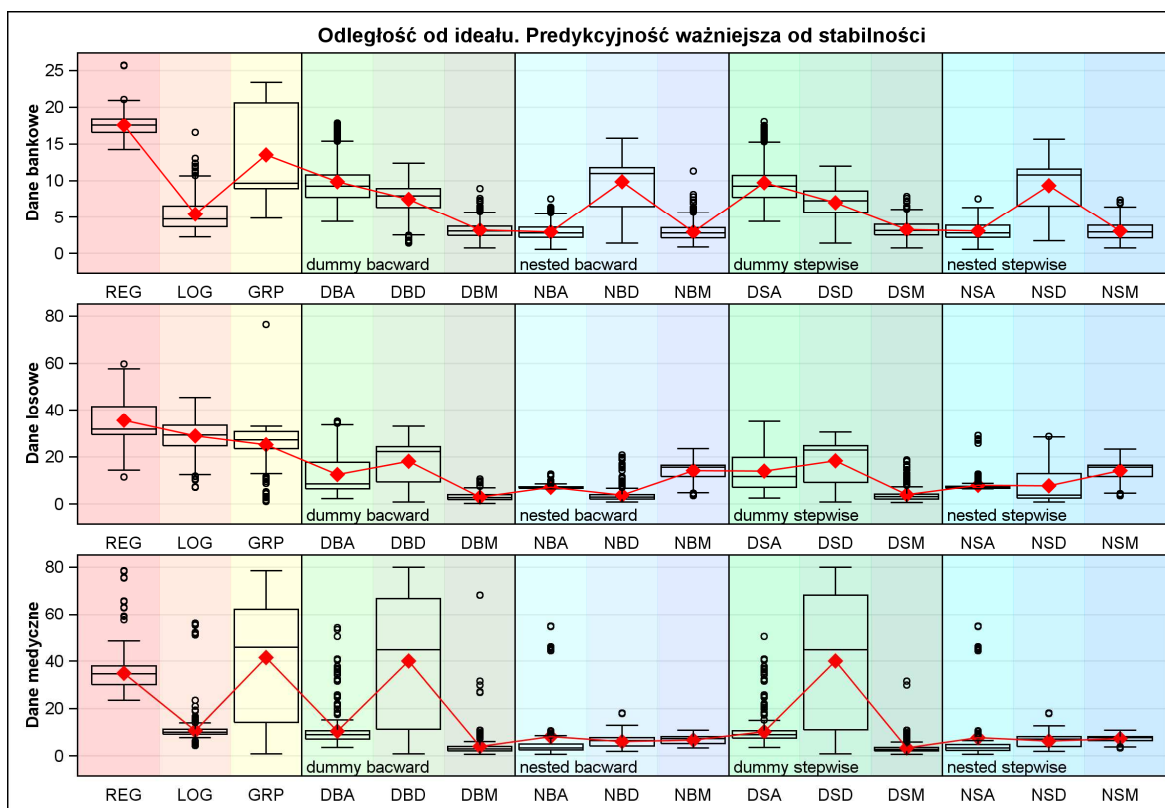 Odległość od ideału. Predykcyjność ważniejsza od stabilności
Dane bankowe
25
20
15
10
5
0
dummy bacward nested bacward dummy stepwise nested stepwise
REG LOG GRP DBA DBD DBM NBA NBD NBM DSA DSD DSM NSA NSD NSM
Dane losowe
80
60
40
20
0
dummy bacward nested bacward dummy stepwise nested stepwise
REG LOG GRP DBA DBD DBM NBA NBD NBM DSA DSD DSM NSA NSD NSM
Dane medyczne
80
60
40
20
0
dummy bacward nested bacward dummy stepwise nested stepwise
REG LOG GRP DBA DBD DBM NBA NBD NBM DSA DSD DSM NSA NSD NSM